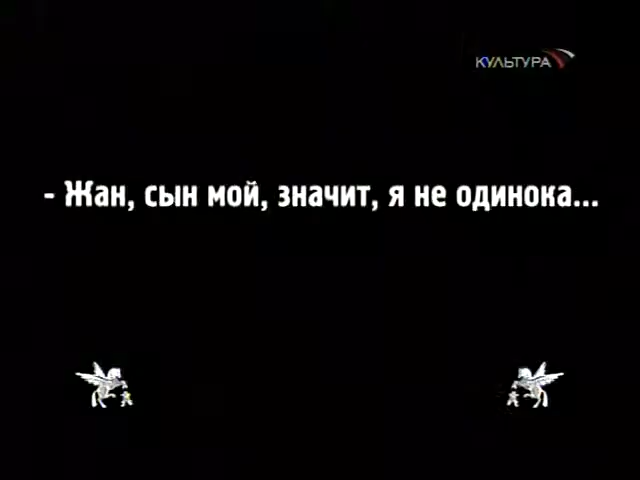 КУЛЬТУРА
- Жан, сын мой, значит, я не одинока...